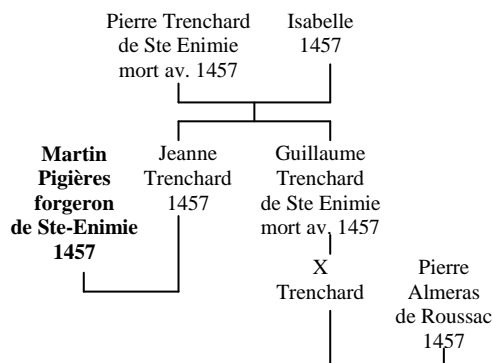 Pierre Trenchard
de Ste Enimie
mort av. 1457
Isabelle
1457
Martin
Pigières
forgeron
de Ste-Enimie
1457
Jeanne
Trenchard
1457
Guillaume
Trenchard
de Ste Enimie
mort av. 1457
X
Trenchard
Pierre
Almeras
de Roussac
1457